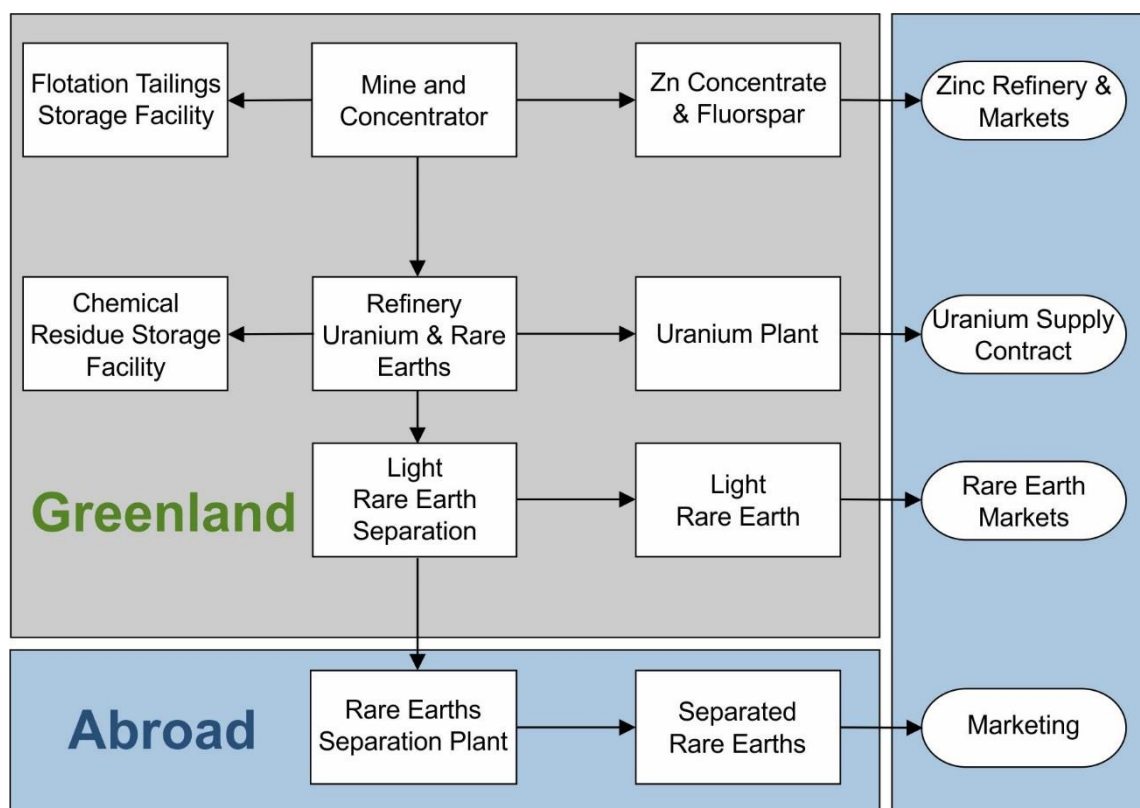 Flotation Tailings
Storage Facility
Mine and
Concentrator
Zn Concentrate
& Fluorspar
Zinc Refinery &
Markets
Chemical
Residue Storage
Facility
Refinery
Uranium & Rare
Earths
Uranium Plant
Uranium Supply
Contract
Greenland
Light
Rare Earth
Separation
Light
Rare Earth
Rare Earth
Markets
Abroad
Rare Earths
Separation Plant
Separated
Rare Earths
Marketing